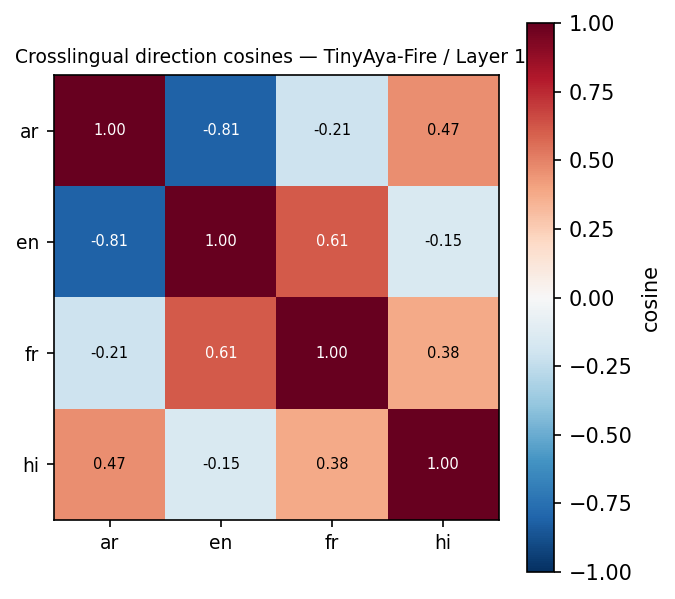 Crosslingual direction cosines — TinyAya-Fire / Layer 1
1.00
ar 1.00 -0.81 -0.21 0.47
0.75
0.50
en -0.81 1.00 0.61 -0.15
0.25
0.00
cosine
fr -0.21 0.61 1.00 0.38
−0.25
−0.50
hi 0.47 -0.15 0.38 1.00
−0.75
ar en fr hi
−1.00